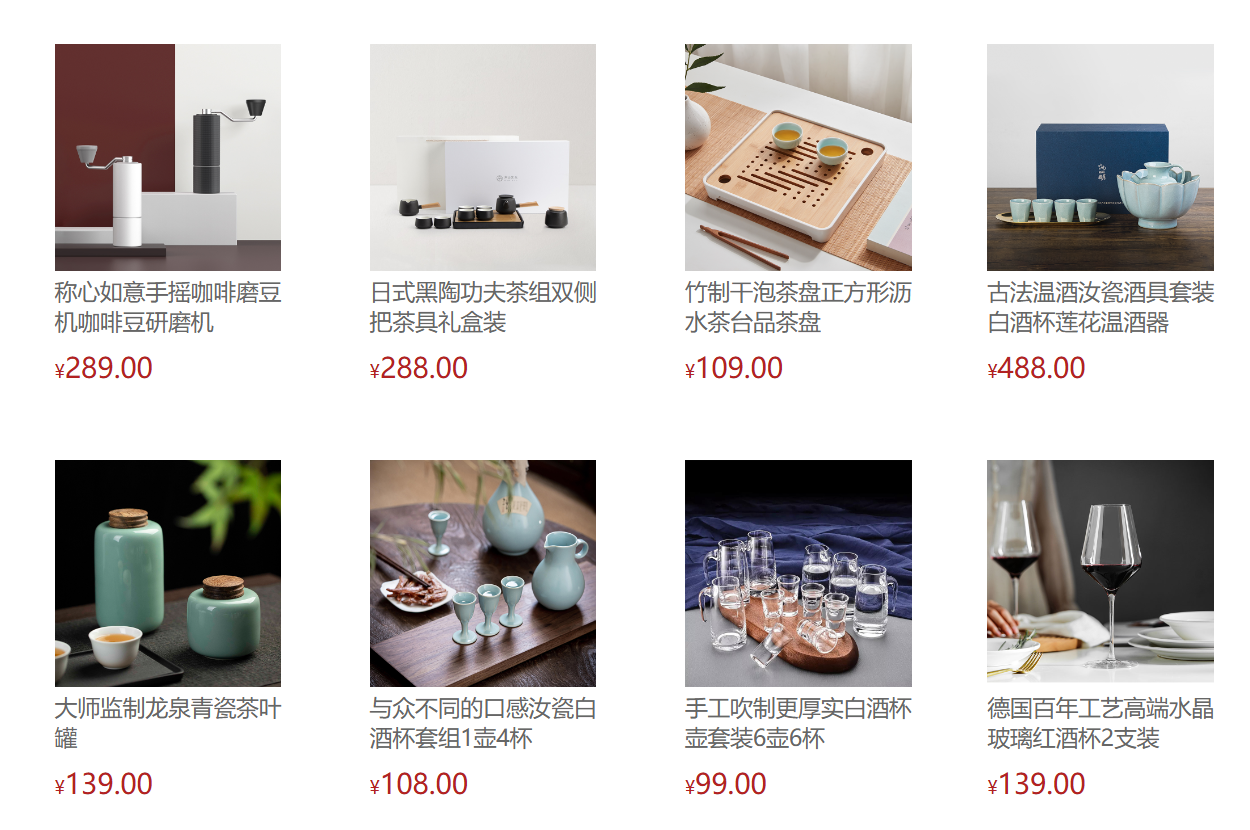 称心如意手摇咖啡磨豆
机咖啡豆研磨机
¥289.00
日式黑陶功夫茶组双侧
把茶具礼盒装
¥288.00
竹制干泡茶盘正方形沥
水茶台品茶盘
¥109.00
古法温酒汝瓷酒具套装
白酒杯莲花温酒器
¥488.00
大师监制龙泉青瓷茶叶
罐
¥139.00
与众不同的口感汝瓷白
酒杯套组1壶4杯
¥108.00
手工吹制更厚实白酒杯
壶套装6壶6杯
¥99.00
德国百年工艺高端水晶
玻璃红酒杯2支装
¥139.00